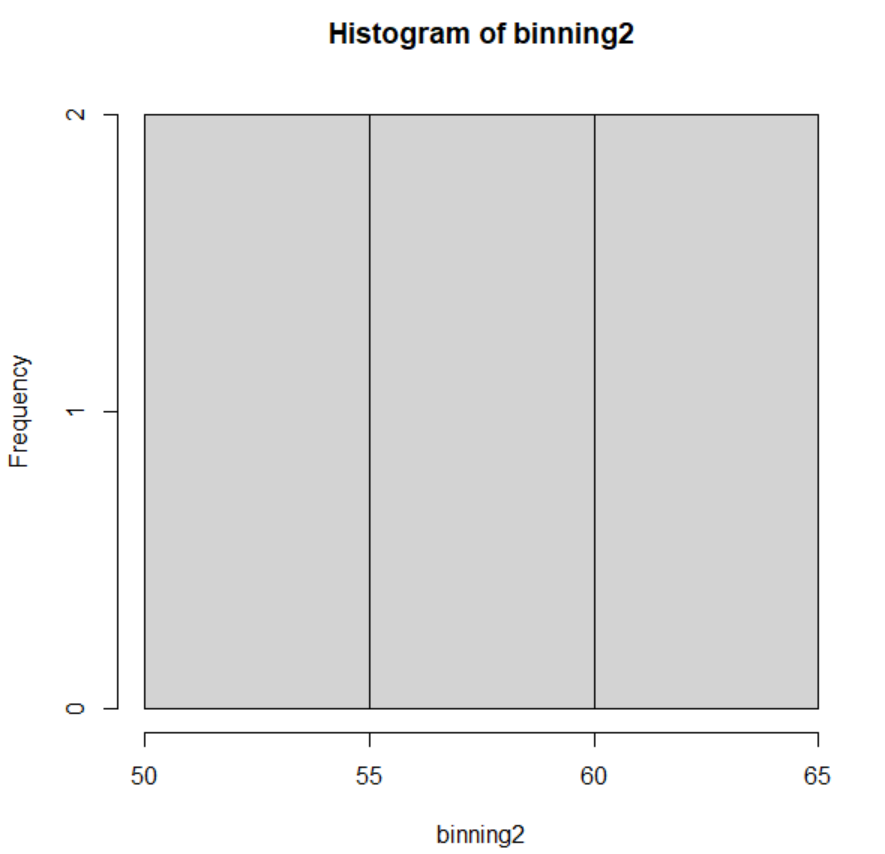 Histogram of binning2
Frequency
2
1
0
50 55 60 65
binning2